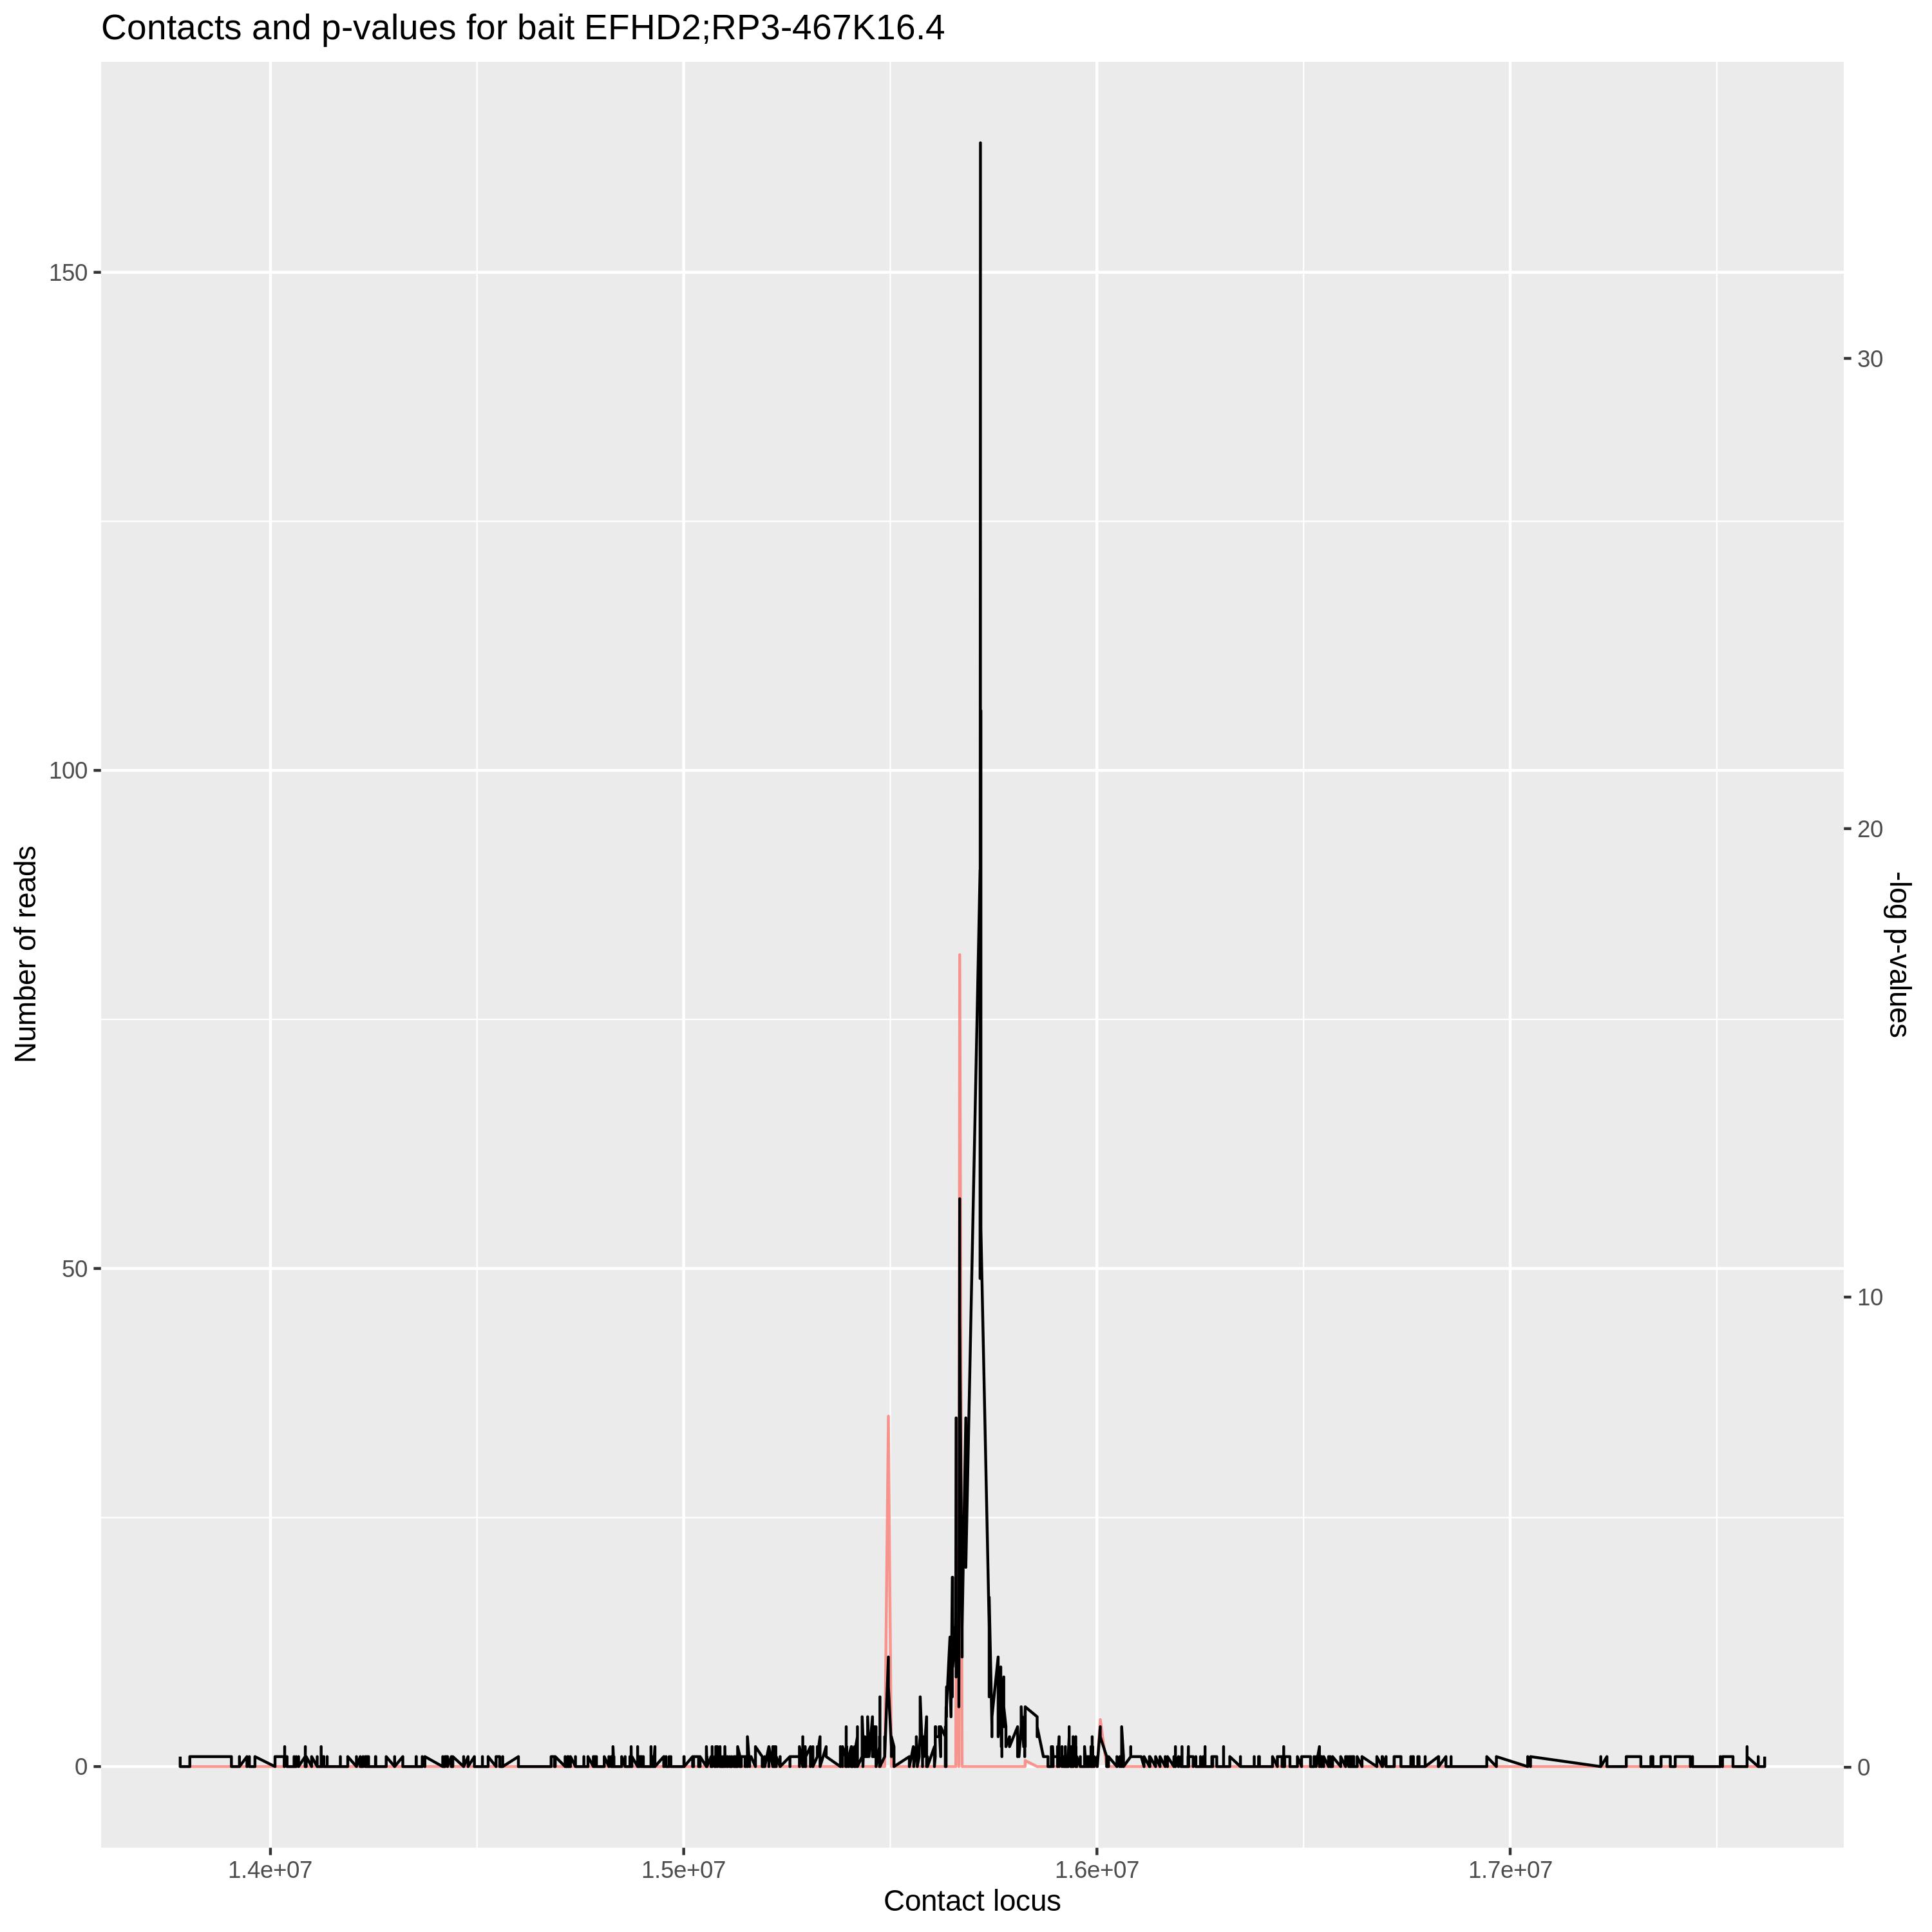 Contacts and p-values for bait EFHD2;RP3-467K16.4
Number of reads
150
100
50
0
30
20
10
0
-log p-values
1.4e+07 1.5e+07 1.6e+07 1.7e+07
Contact locus